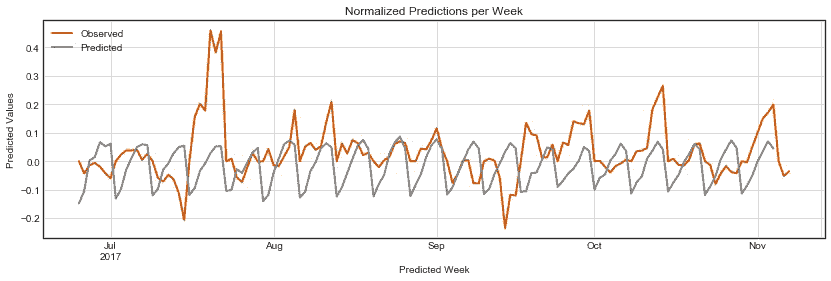 Normalized Predictions per Week
Observed
Predicted
Predicted Values
0.4
0.3
0.2
0.1
0.0
−0.1
−0.2
Jul
2017
Aug
Sep
Oct
Nov
Predicted Week